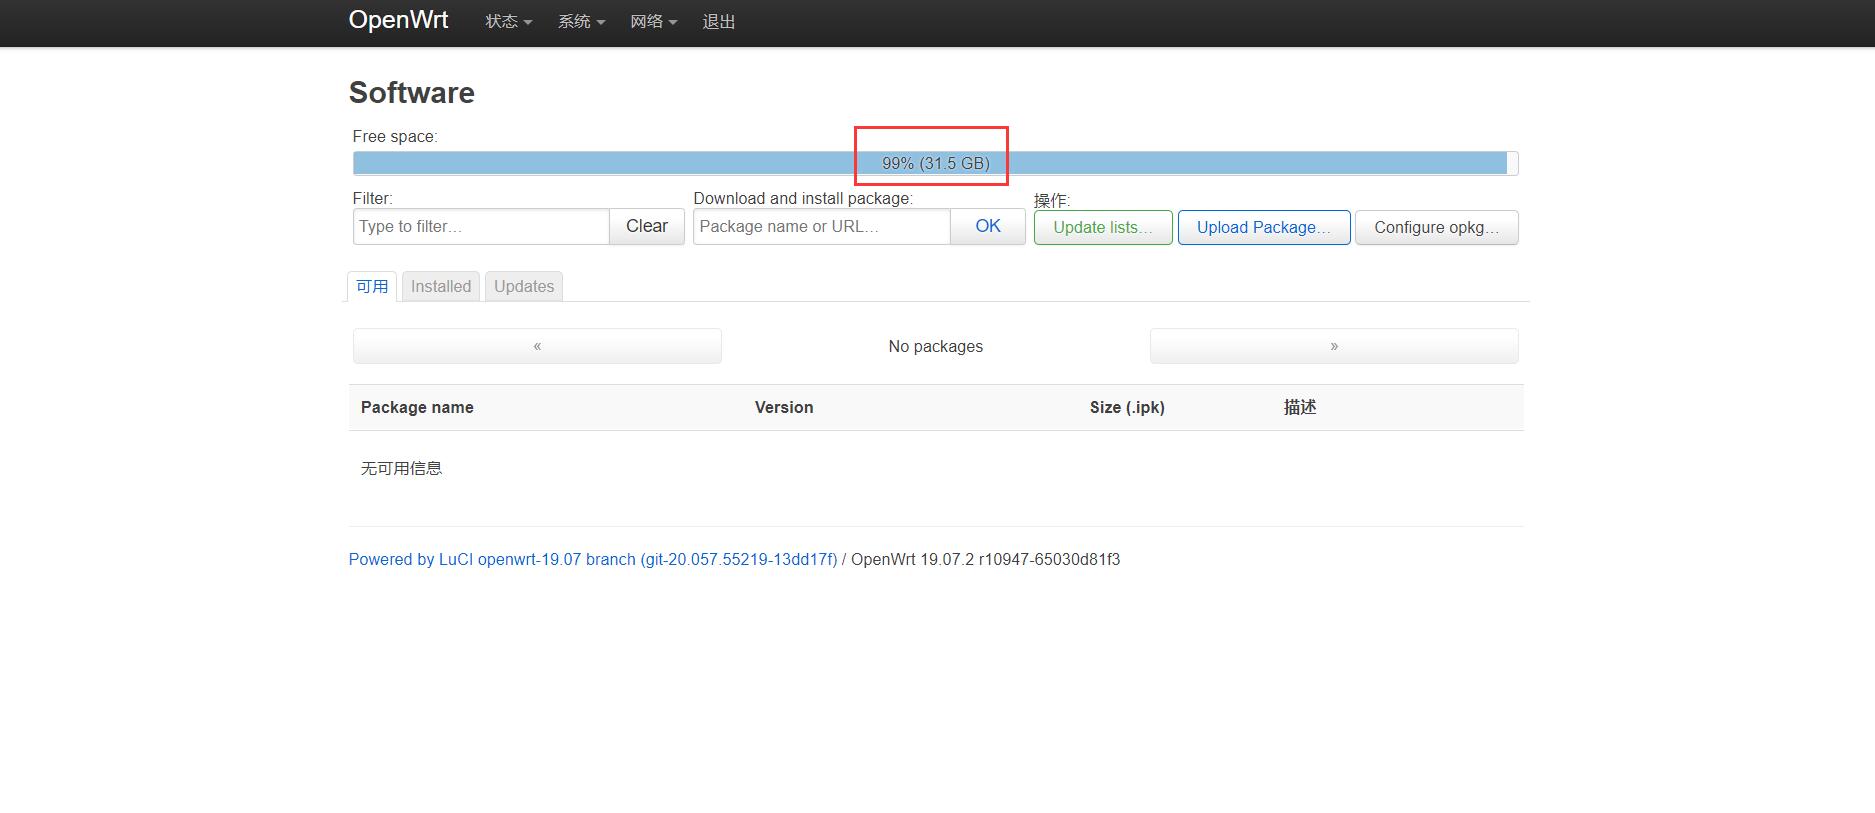 OpenWrt 状态 系统 网络 退出
Software
Free space:
99% (31.5 GB)
Filter: Download and install package: 操作:
Type to filter… Clear Package name or URL… OK Update lists… Upload Package… Configure opkg…
可用 Installed Updates
« No packages »
Package name Version Size (.ipk) 描述
无可用信息
Powered by LuCI openwrt-19.07 branch (git-20.057.55219-13dd17f) / OpenWrt 19.07.2 r10947-65030d81f3